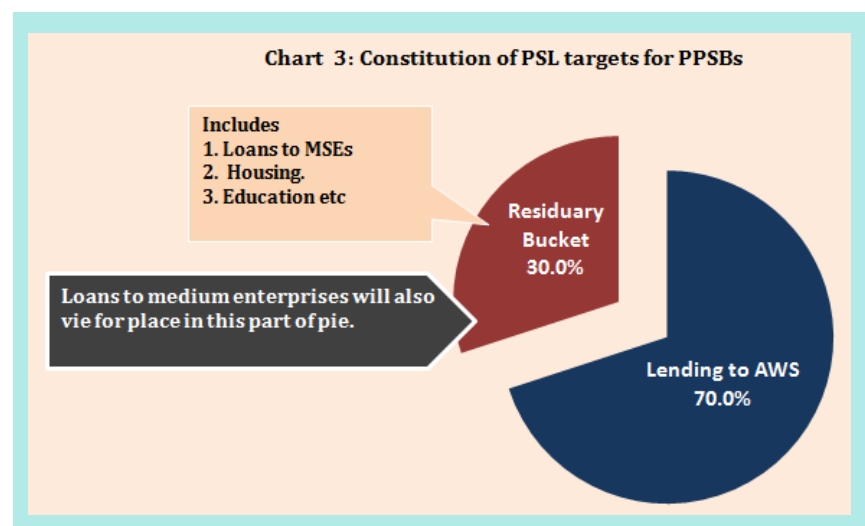 Chart 3: Constitution of PSL targets for PPSBs
Includes
1. Loans to MSEs
2. Housing.
3. Education etc
Residuary
Bucket
30.0%
Loans to medium enterprises will also
vie for place in this part of pie.
Lending to AWS
70.0%